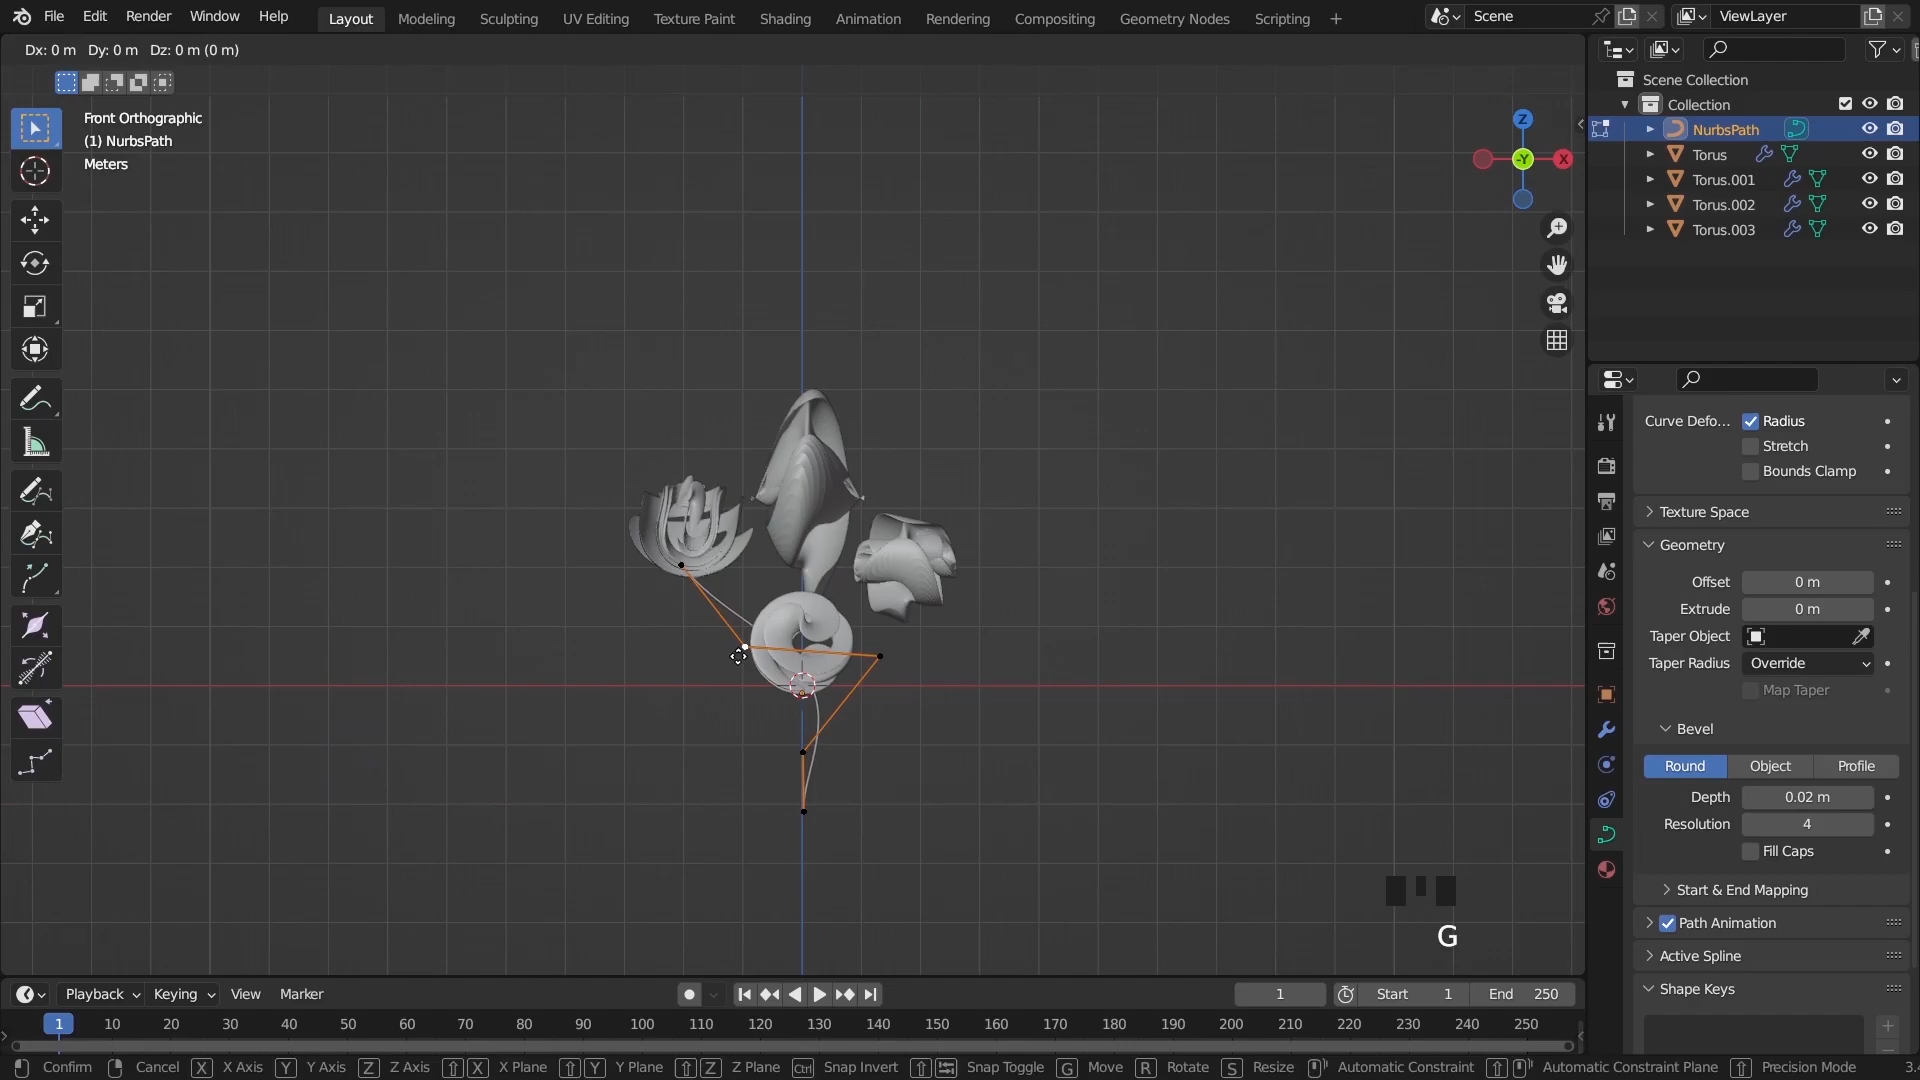 File Edit Render Window Help Layout Modeling Sculpting UV Editing Texture Paint Shading Animation Rendering Compositing Geometry Nodes Scripting + Scene ViewLayer
Dx: 0 m Dy: 0 m Dz: 0 m (0 m)
Front Orthographic
(1) NurbsPath
Meters
Z
-Y
X
Scene Collection
Collection
NurbsPath
Torus
Torus.001
Torus.002
Torus.003
Curve Defo... Radius
Stretch
Bounds Clamp
Texture Space
Geometry
Offset 0 m
Extrude 0 m
Taper Object
Taper Radius Override
Map Taper
Bevel
Round Object Profile
Depth 0.02 m
Resolution 4
Fill Caps
Start & End Mapping
Path Animation
Active Spline
Shape Keys
G
Playback Keying View Marker 1 Start 1 End 250
1 10 20 30 40 50 60 70 80 90 100 110 120 130 140 150 160 170 180 190 200 210 220 230 240 250
Confirm Cancel X X Axis Y Y Axis Z Z Axis X X Plane Y Y Plane Z Z Plane Ctrl Snap Invert Snap Toggle G Move R Rotate S Resize Automatic Constraint Automatic Constraint Plane Precision Mode